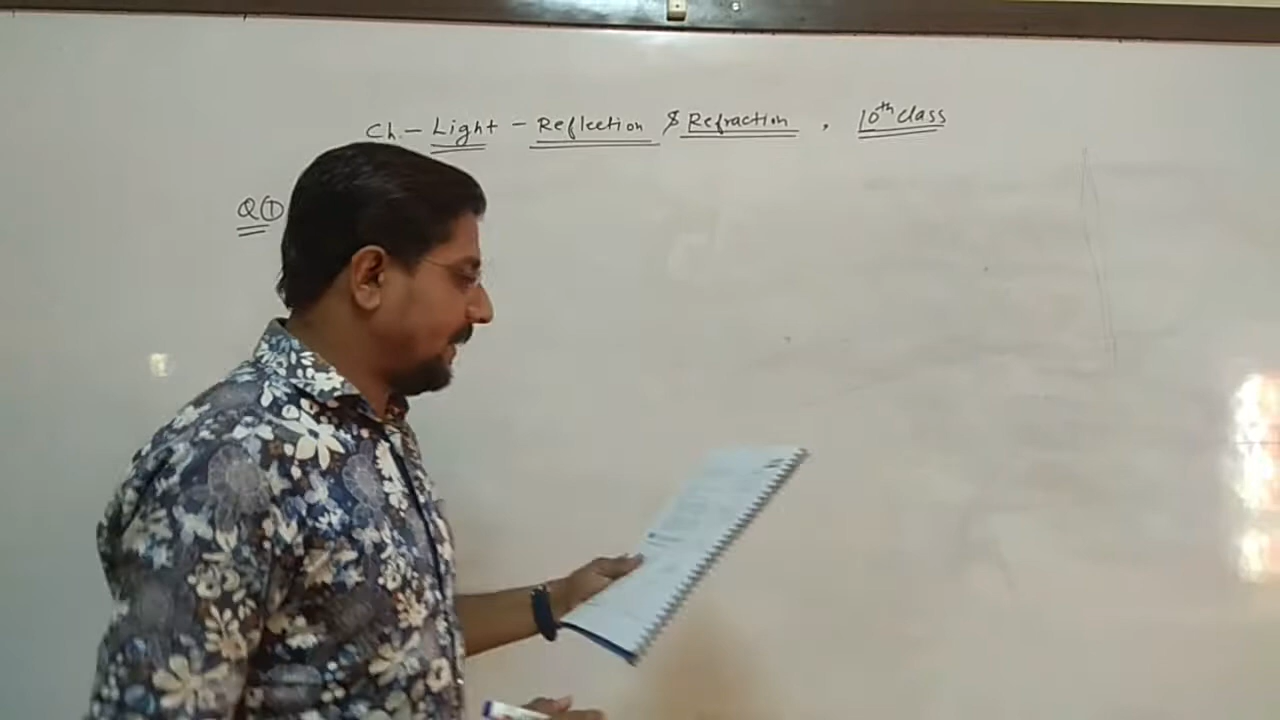 Ch.- Light - Reflection & Refraction, 10th class
Q①